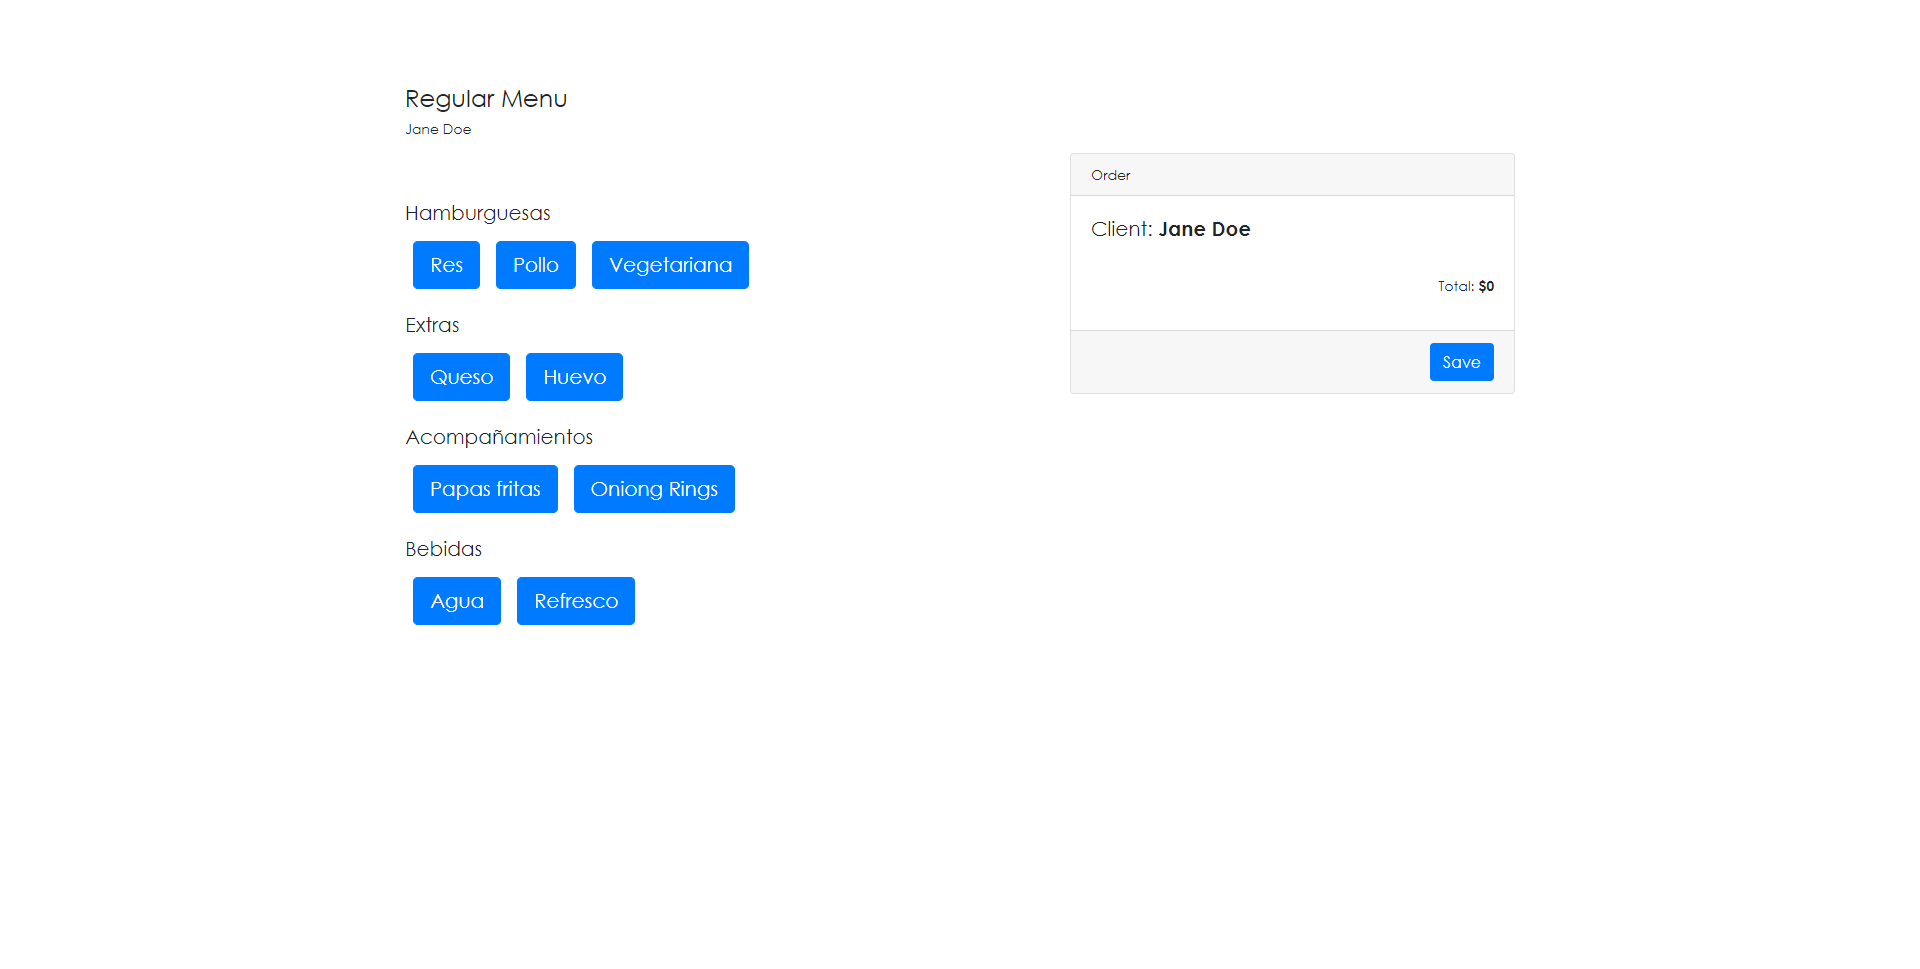 Regular Menu
Jane Doe
Hamburguesas
Res Pollo Vegetariana
Extras
Queso Huevo
Acompañamientos
Papas fritas Oniong Rings
Bebidas
Agua Refresco
Order
Client: Jane Doe
Total: $0
Save